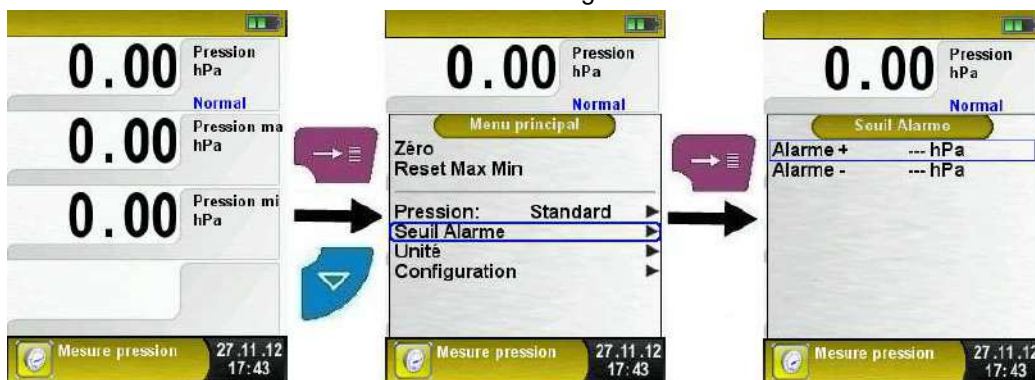 0.00 Pression
hPa
Normal
0.00 Pression ma
hPa
0.00 Pression mi
hPa
Mesure pression 27.11.12
17:43
0.00 Pression
hPa
Normal
Menu principal
Zéro
Reset Max Min
Pression: Standard
Seuil Alarme
Unité
Configuration
Mesure pression 27.11.12
17:43
0.00 Pression
hPa
Normal
Seuil Alarme
Alarme + --- hPa
Alarme - --- hPa
Mesure pression 27.11.12
17:43